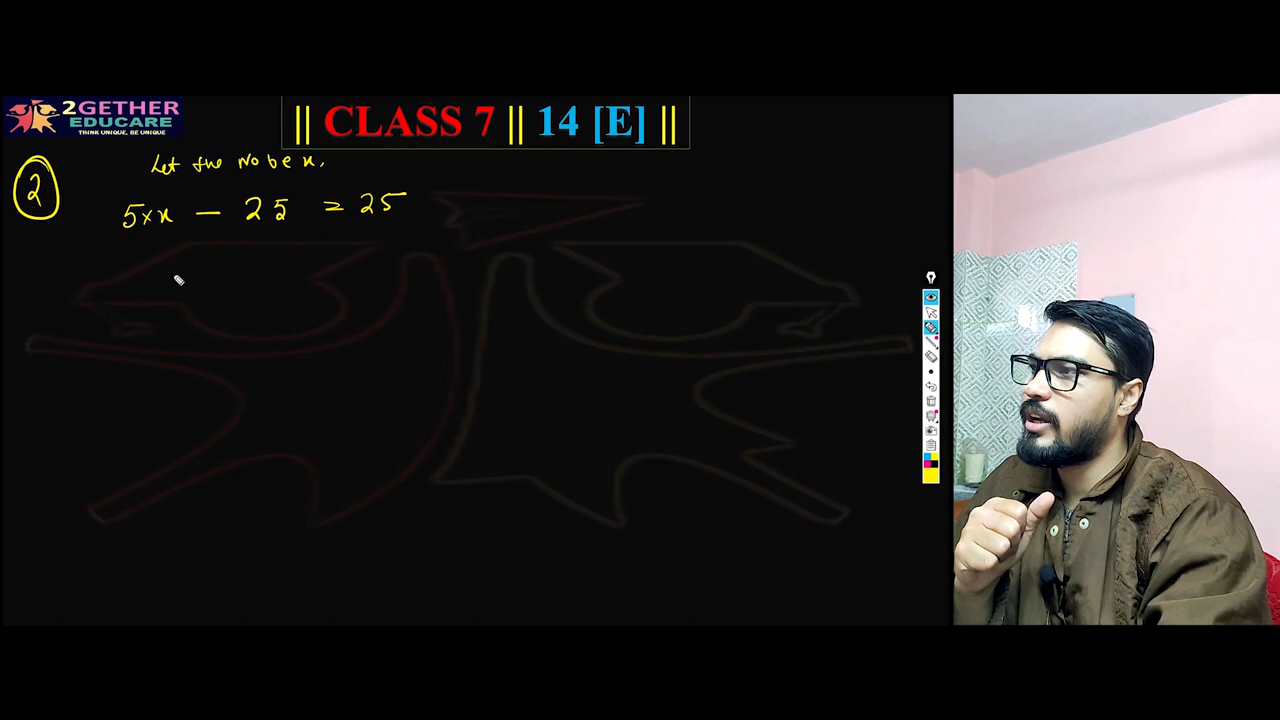 2GETHER
EDUCARE
THINK UNIQUE, BE UNIQUE
|| CLASS 7 || 14 [E] ||
2
Let the No be x.
5×x - 25 = 25